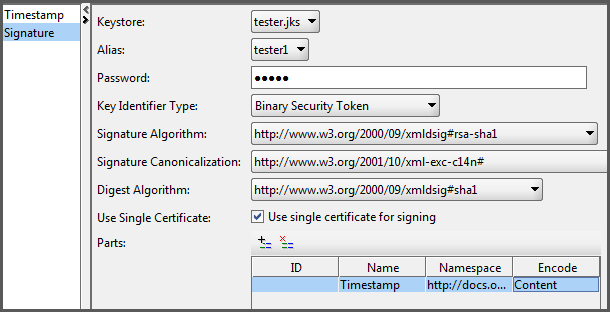 Timestamp
Signature
Keystore: tester.jks
Alias: tester1
Password: ●●●●●
Key Identifier Type: Binary Security Token
Signature Algorithm: http://www.w3.org/2000/09/xmldsig#rsa-sha1
Signature Canonicalization: http://www.w3.org/2001/10/xml-exc-c14n#
Digest Algorithm: http://www.w3.org/2000/09/xmldsig#sha1
Use Single Certificate: Use single certificate for signing
Parts:
ID Name Namespace Encode
Timestamp http://docs.o... Content